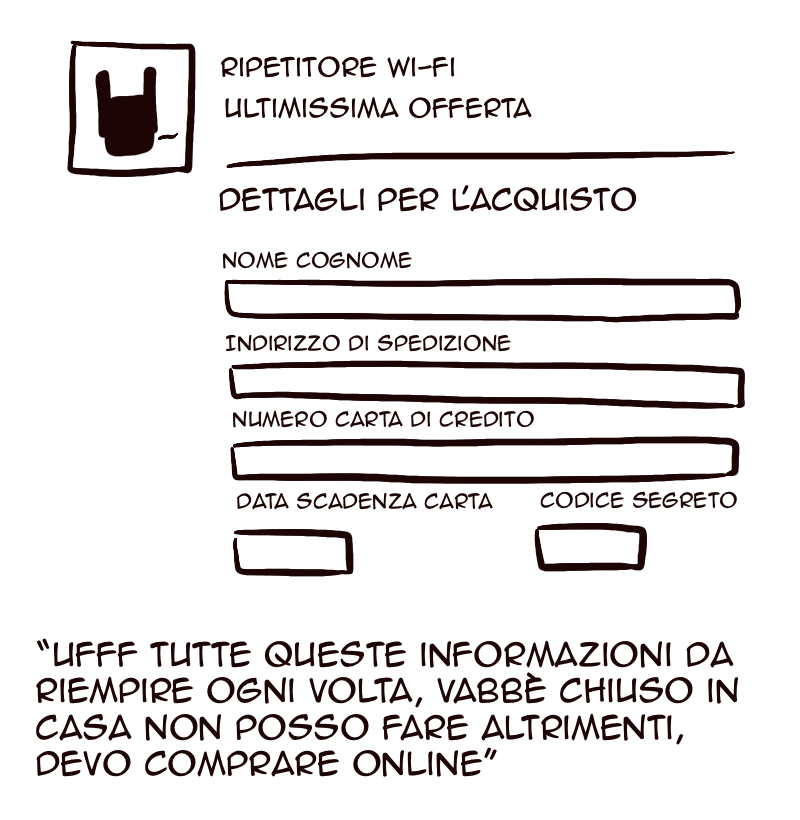 RIPETITORE WI-FI
ULTIMISSIMA OFFERTA
DETTAGLI PER L'ACQUISTO
NOME COGNOME
INDIRIZZO DI SPEDIZIONE
NUMERO CARTA DI CREDITO
DATA SCADENZA CARTA CODICE SEGRETO
"UFFF TUTTE QUESTE INFORMAZIONI DA
RIEMPIRE OGNI VOLTA, VABBÈ CHIUSO IN
CASA NON POSSO FARE ALTRIMENTI,
DEVO COMPRARE ONLINE"